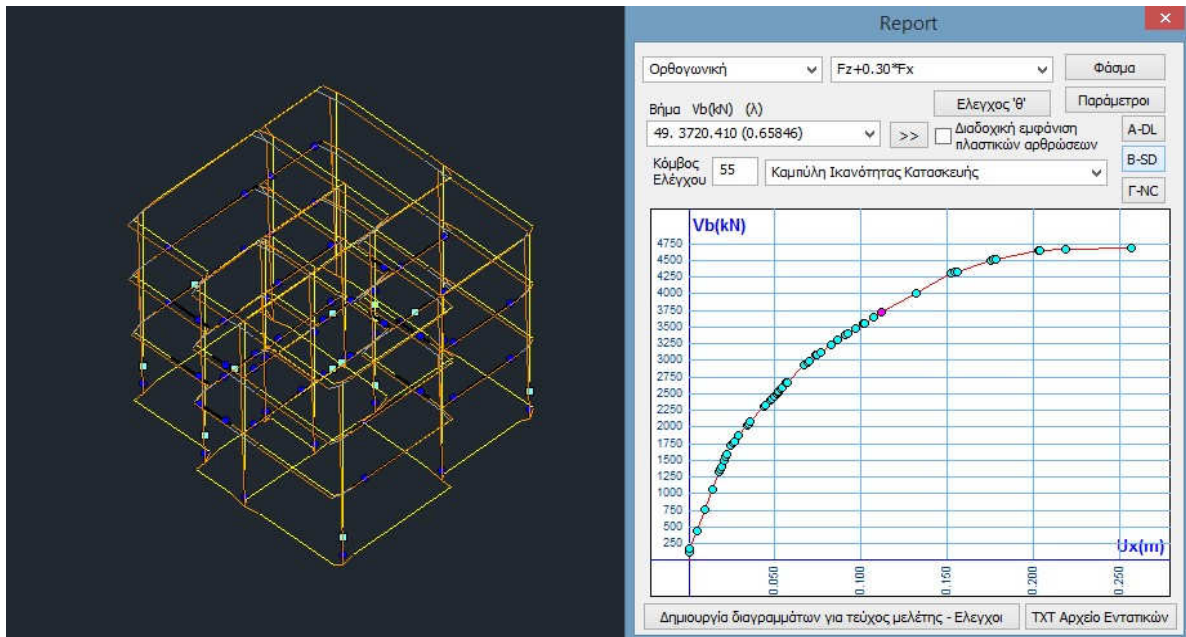 Report
Ορθογωνική
Fz+0.30*Fx
Φάσμα
Βήμα Vb(kN) (λ)
Ελεγχος 'θ'
Παράμετροι
49. 3720.410 (0.65846)
>>
Διαδοχική εμφάνιση
πλαστικών αρθρώσεων
A-DL
B-SD
Γ-NC
Κόμβος
Ελέγχου
55
Καμπύλη Ικανότητας Κατασκευής
Vb(kN)
4750
4500
4250
4000
3750
3500
3250
3000
2750
2500
2250
2000
1750
1500
1250
1000
750
500
250
Ux(m)
0.050
0.100
0.150
0.200
0.250
Δημιουργία διαγραμμάτων για τεύχος μελέτης - Ελεγχοι
TXT Αρχείο Εντατικών